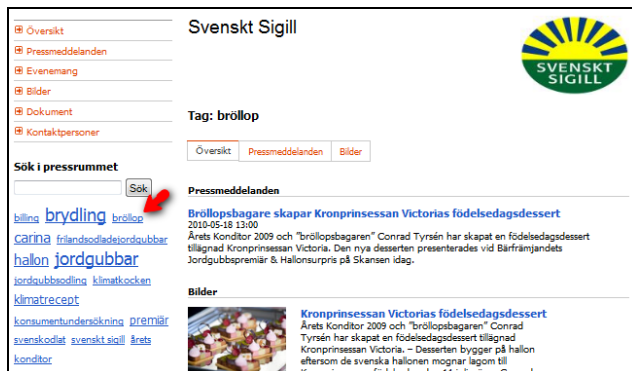 Översikt
Pressmeddelanden
Evenemang
Bilder
Dokument
Kontaktpersoner
Sök i pressrummet
Sök
billing brydling bröllop
carina frilandsodladejordgubbar
hallon jordgubbar
jordgubbsodling klimatkocken
klimatrecept
konsumentundersökning premiär
svenskodlat svenskt sigill årets
konditor
Svenskt Sigill
SVENSKT
SIGILL
Tag: bröllop
Översikt Pressmeddelanden Bilder
Pressmeddelanden
Bröllopsbagare skapar Kronprinsessan Victorias födelsedagsdessert
2010-05-18 13:00
Årets Konditor 2009 och "bröllopsbagaren" Conrad Tyrsén har skapat en födelsedagsdessert
tillägnad Kronprinsessan Victoria. Den nya desserten presenterades vid Bärfrämjandets
Jordgubbspremiär & Hallonsurpris på Skansen idag.
Bilder
Kronprinsessan Victorias födelsedagsdessert
Årets Konditor 2009 och "bröllopsbagaren" Conrad
Tyrsén har skapat en födelsedagsdessert tillägnad
Kronprinsessan Victoria. – Desserten bygger på hallon
eftersom de svenska hallonen mognar lagom till